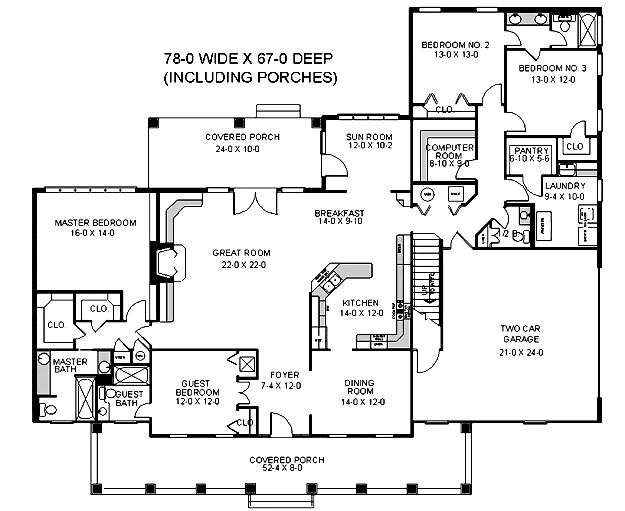 78-0 WIDE X 67-0 DEEP
(INCLUDING PORCHES)
BEDROOM NO. 2
13-0 X 13-0
BEDROOM NO. 3
13-0 X 12-0
CLO.
COVERED PORCH
24-0 X 10-0
SUN ROOM
12-0 X 10-2
COMPUTER
ROOM
8-10 X 9-0
PANTRY
6-10 X 5-6
CLO
LAUNDRY
9-4 X 10-0
MASTER BEDROOM
16-0 X 14-0
BREAKFAST
14-0 X 9-10
1/2 B
GREAT ROOM
22-0 X 22-0
UP
KITCHEN
14-0 X 12-0
CLO.
CLO.
TWO CAR
GARAGE
21-0 X 24-0
MASTER
BATH
GUEST
BATH
GUEST
BEDROOM
12-0 X 12-0
FOYER
7-4 X 12-0
DINING
ROOM
14-0 X 12-0
CLO
COVERED PORCH
52-4 X 8-0